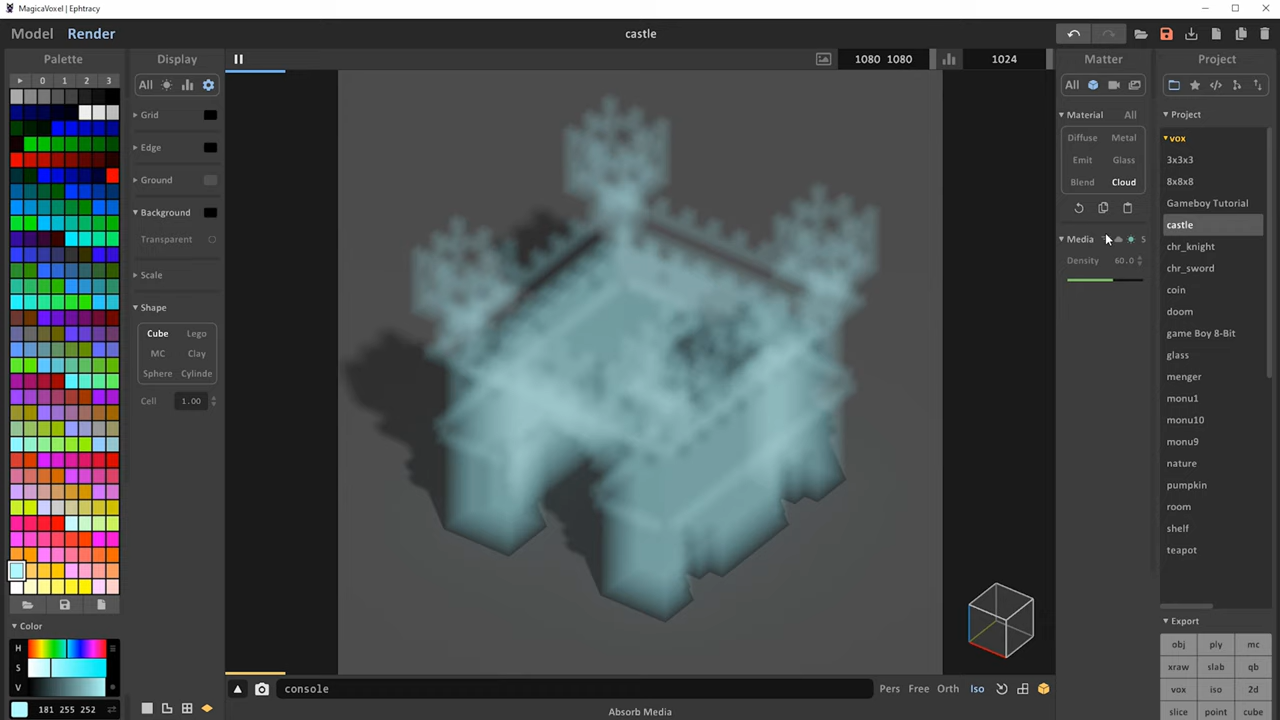 MagicaVoxel | Ephtracy
Model Render castle
Palette Display 1080 1080 1024 Matter Project
0 1 2 3 All All
Grid Material All Project
Edge Diffuse Metal vox
Emit Glass 3x3x3
Ground Blend Cloud 8x8x8
Background Gameboy Tutorial
castle
Transparent Media S chr_knight
Density 60.0 chr_sword
Scale coin
Shape doom
Cube Lego game Boy 8-Bit
MC Clay glass
Sphere Cylinde menger
Cell 1.00 monu1
monu10
monu9
nature
pumpkin
room
shelf
teapot
Color Export
H obj ply mc
S xraw slab qb
V console Pers Free Orth Iso vox iso 2d
181 255 252 Absorb Media slice point cube